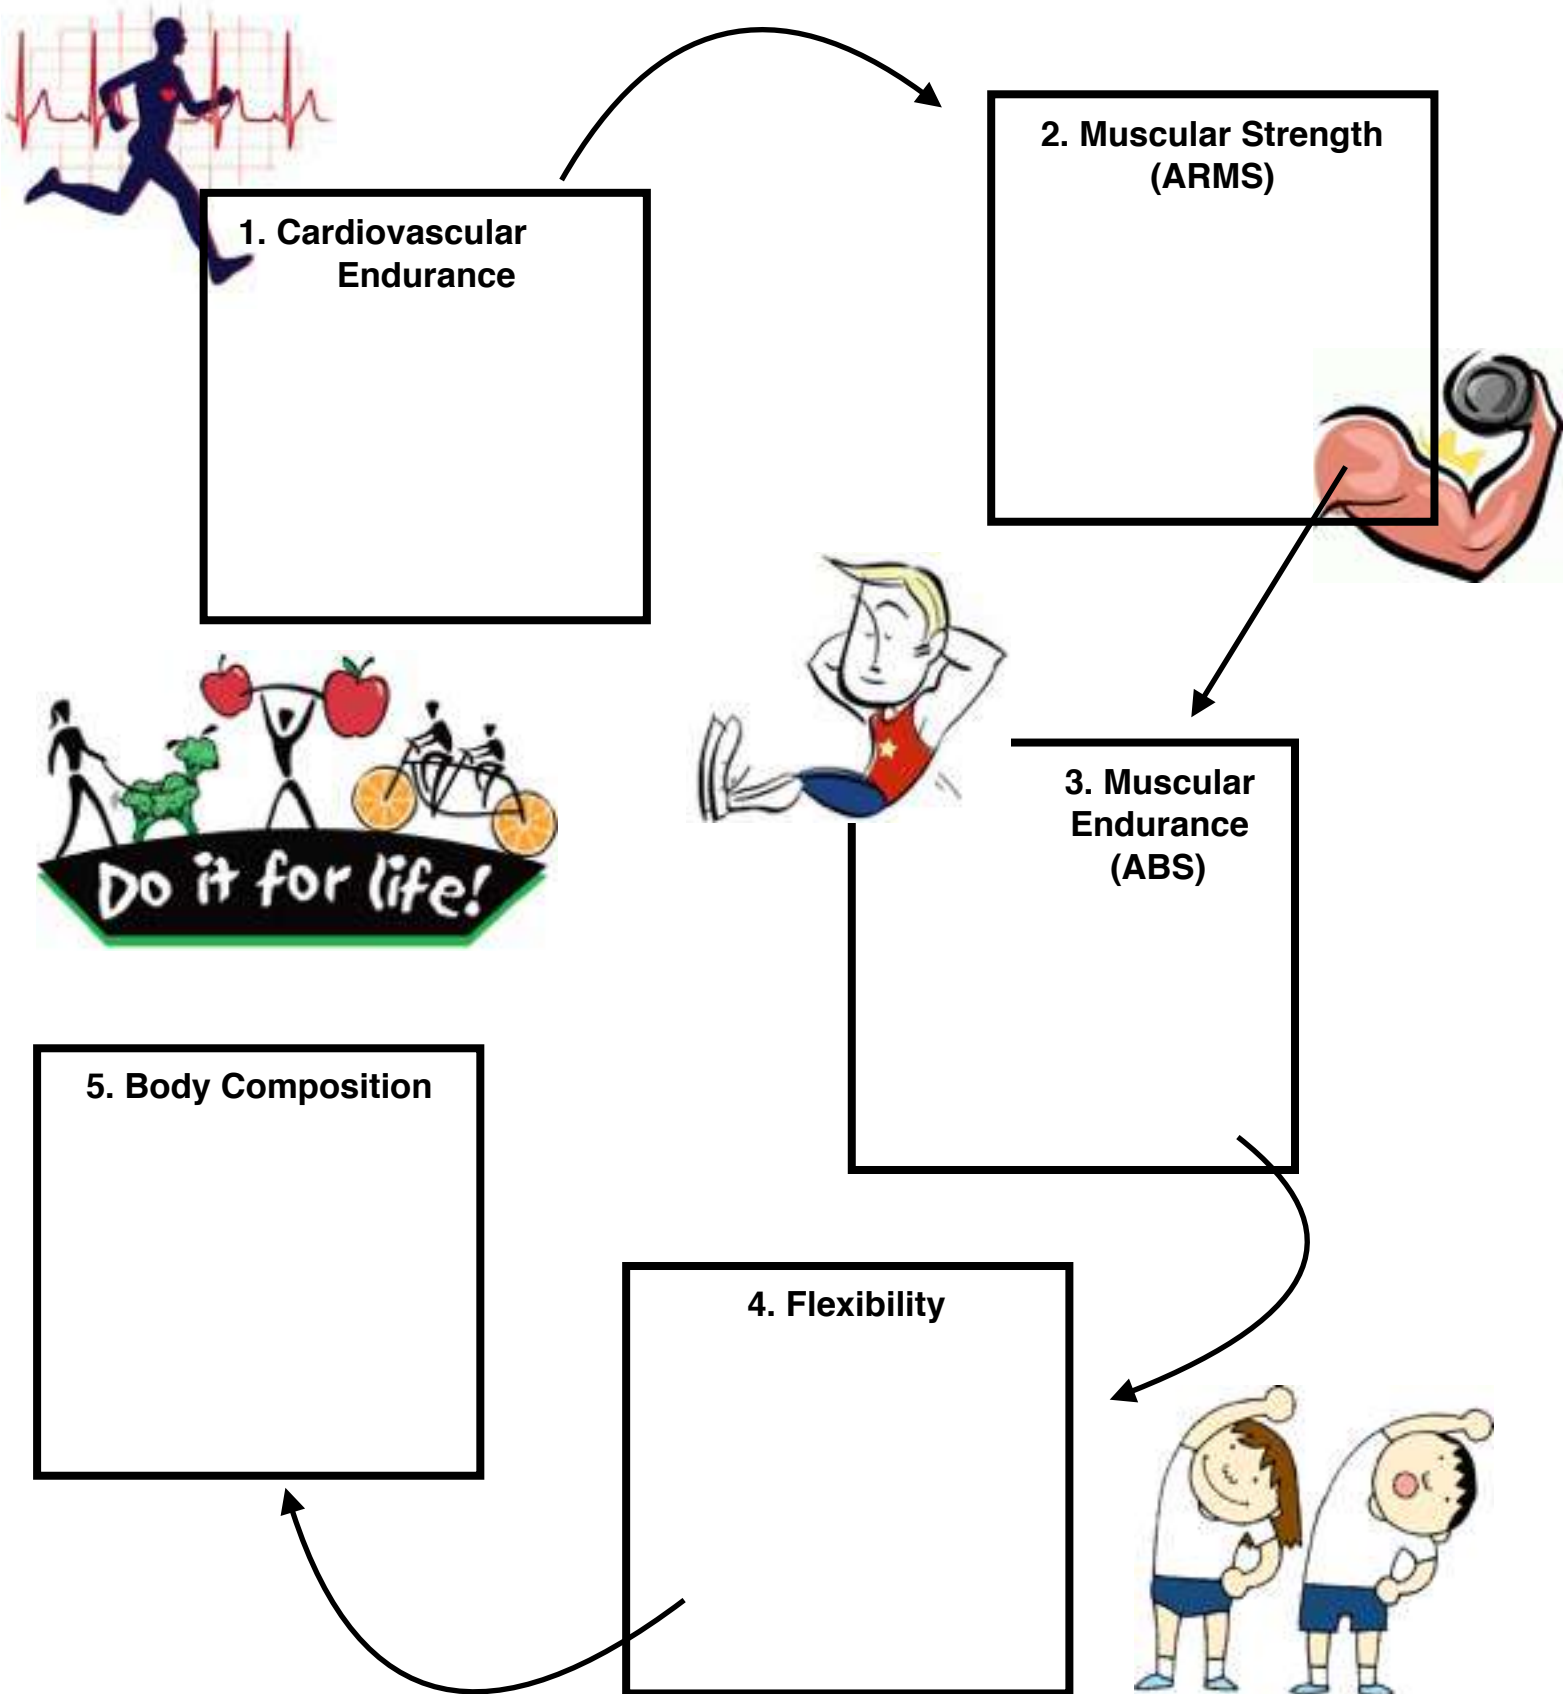 1. Cardiovascular
Endurance
2. Muscular Strength
(ARMS)
3. Muscular
Endurance
(ABS)
Do it for life!
5. Body Composition
4. Flexibility